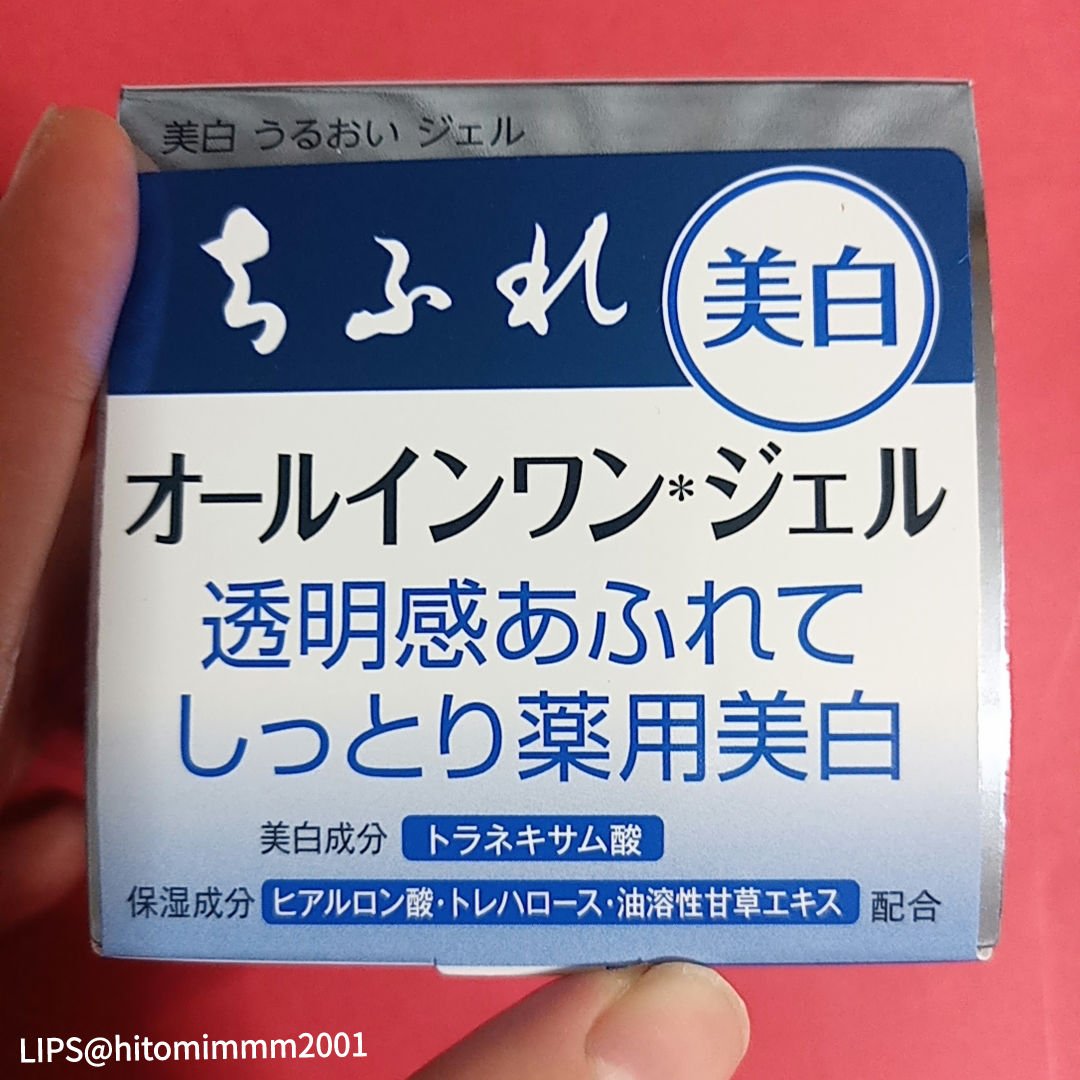 美白 うるおい ジェル
ちふれ
美白
オールインワン*ジェル
透明感あふれて
しっとり薬用美白
美白成分 トラネキサム酸
保湿成分 ヒアルロン酸・トレハロース・油溶性甘草エキス 配合
LIPS@hitomimmm2001